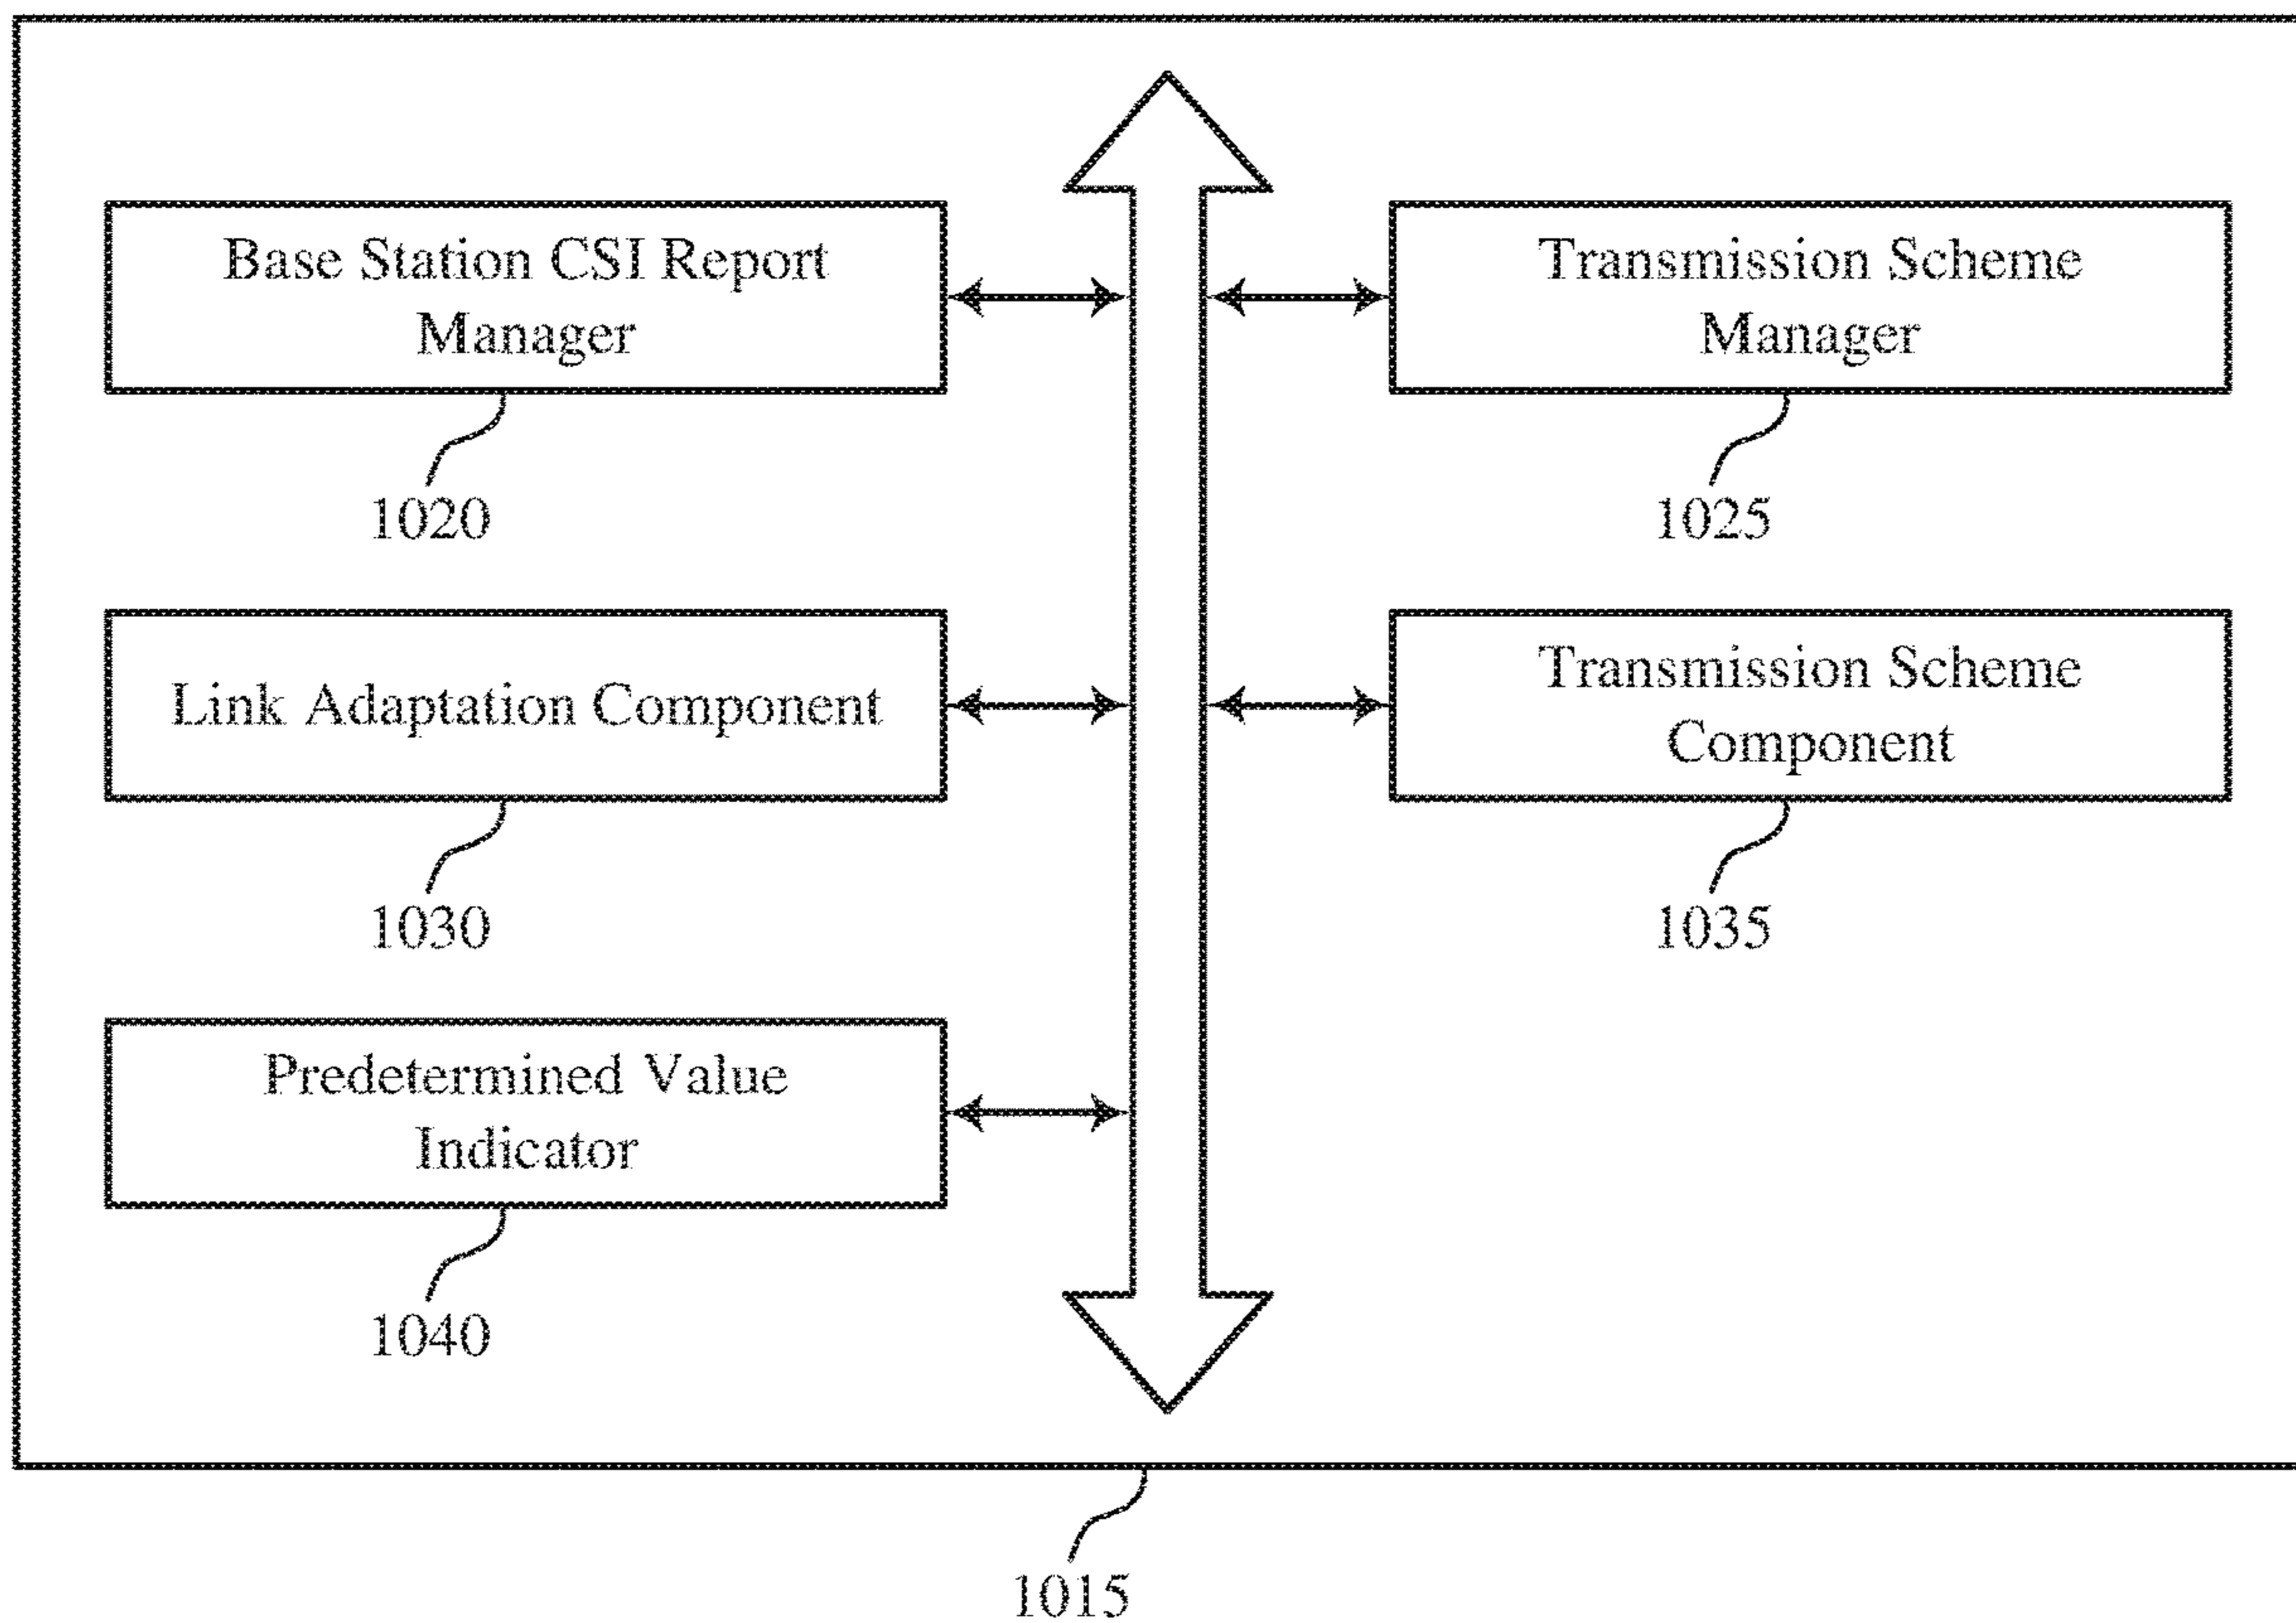 Base Station CSI Report
Manager
1020
Transmission Scheme
Manager
1025
Link Adaptation Component
1030
Transmission Scheme
Component
1035
Predetermined Value
Indicator
1040
1015